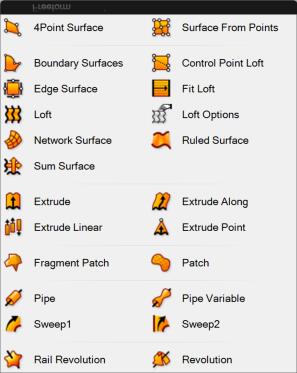 Freeform
4Point Surface
Surface From Points
Boundary Surfaces
Control Point Loft
Edge Surface
Fit Loft
Loft
Loft Options
Network Surface
Ruled Surface
Sum Surface
Extrude
Extrude Along
Extrude Linear
Extrude Point
Fragment Patch
Patch
Pipe
Pipe Variable
Sweep1
Sweep2
Rail Revolution
Revolution